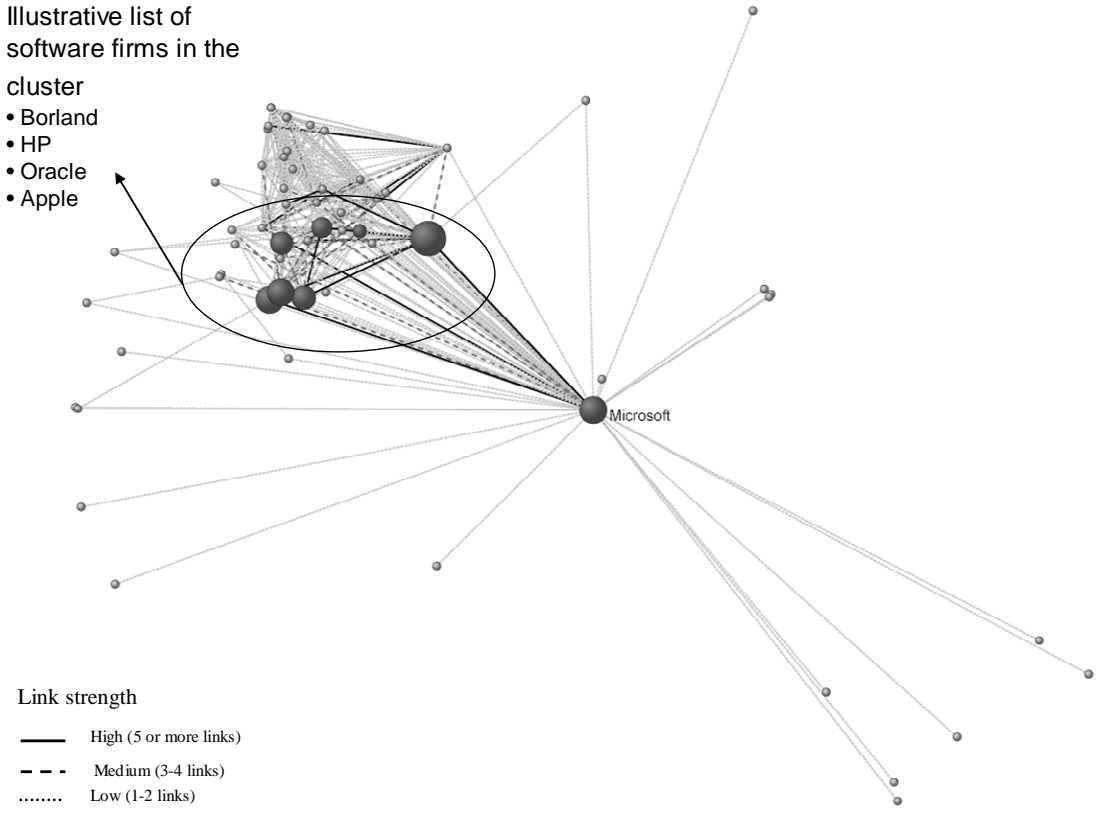 Illustrative list of
software firms in the
cluster
• Borland
• HP
• Oracle
• Apple
Microsoft
Link strength
High (5 or more links)
Medium (3-4 links)
Low (1-2 links)